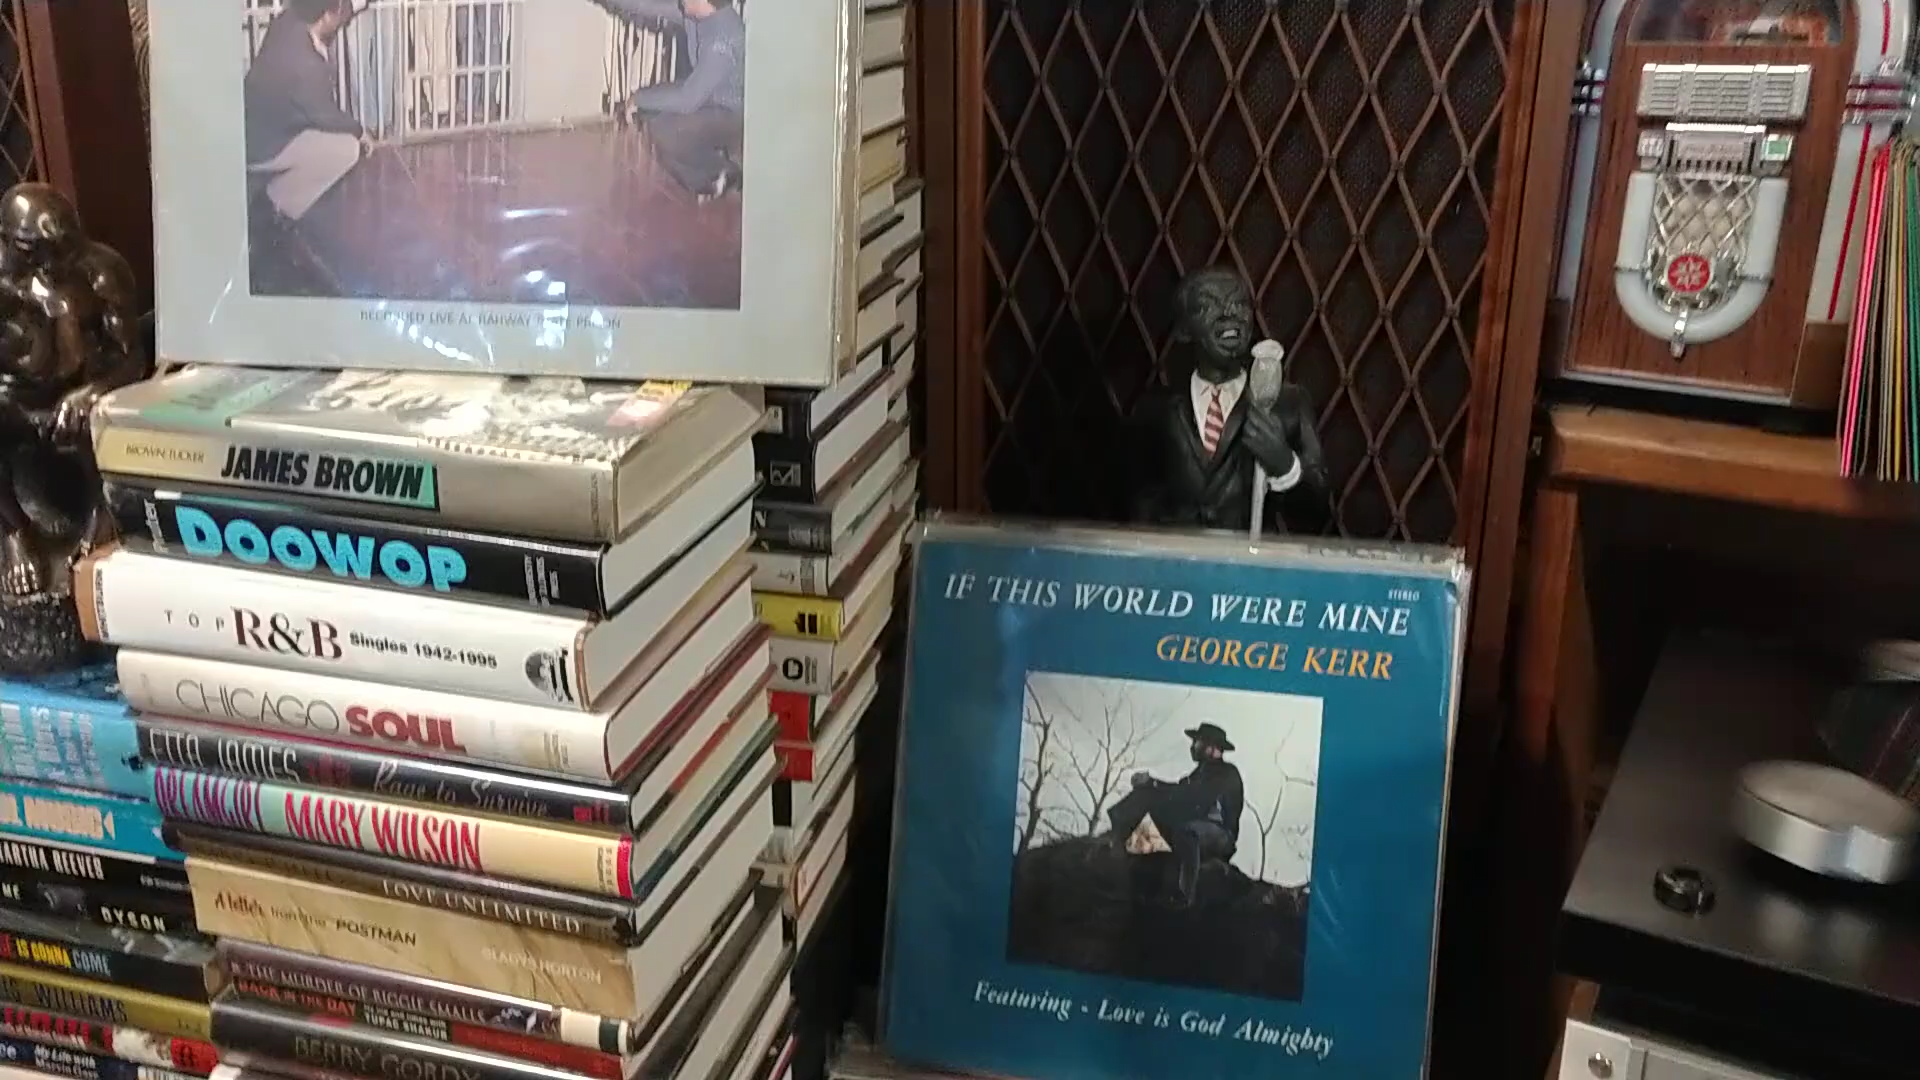 RECORDED LIVE AT RAHWAY STATE PRISON
BROWN TUCKER
JAMES BROWN
DOOWOP
TOP R&B Singles 1942-1995
CHICAGO SOUL
ETTA JAMES Rage to Survive
DREAMGIRL MARY WILSON
LOVE UNLIMITED
A letter from the POSTMAN
GLADYS HORTON
THE MURDER OF BIGGIE SMALLS
BACK IN THE DAY
TUPAC SHAKUR
BERRY GORDY
MARTHA REEVES
ME
DYSON
IS GONNA COME
WILLIAMS
My Life with
Marvin Gaye
STEREO
IF THIS WORLD WERE MINE
GEORGE KERR
Featuring - Love is God Almighty